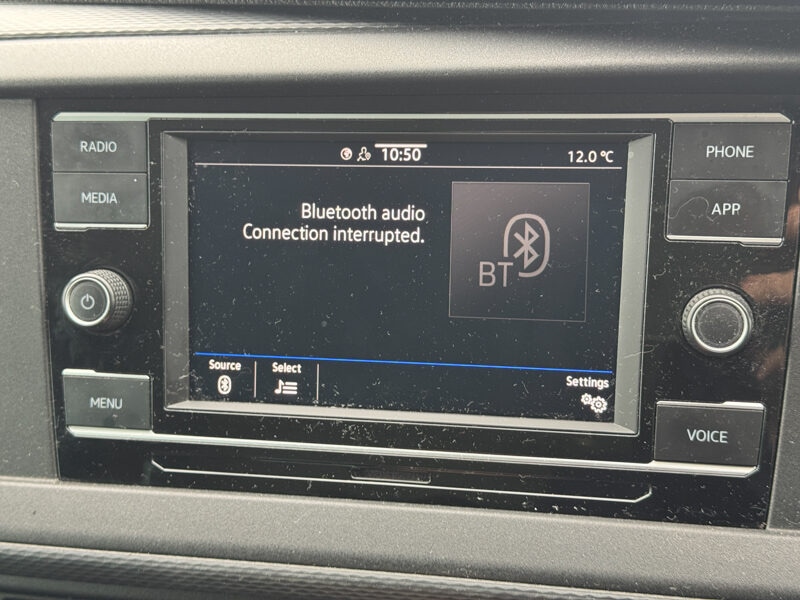 RADIO
MEDIA
MENU
10:50
12.0 °C
Bluetooth audio
Connection interrupted.
BT
Source
Select
Settings
PHONE
APP
VOICE